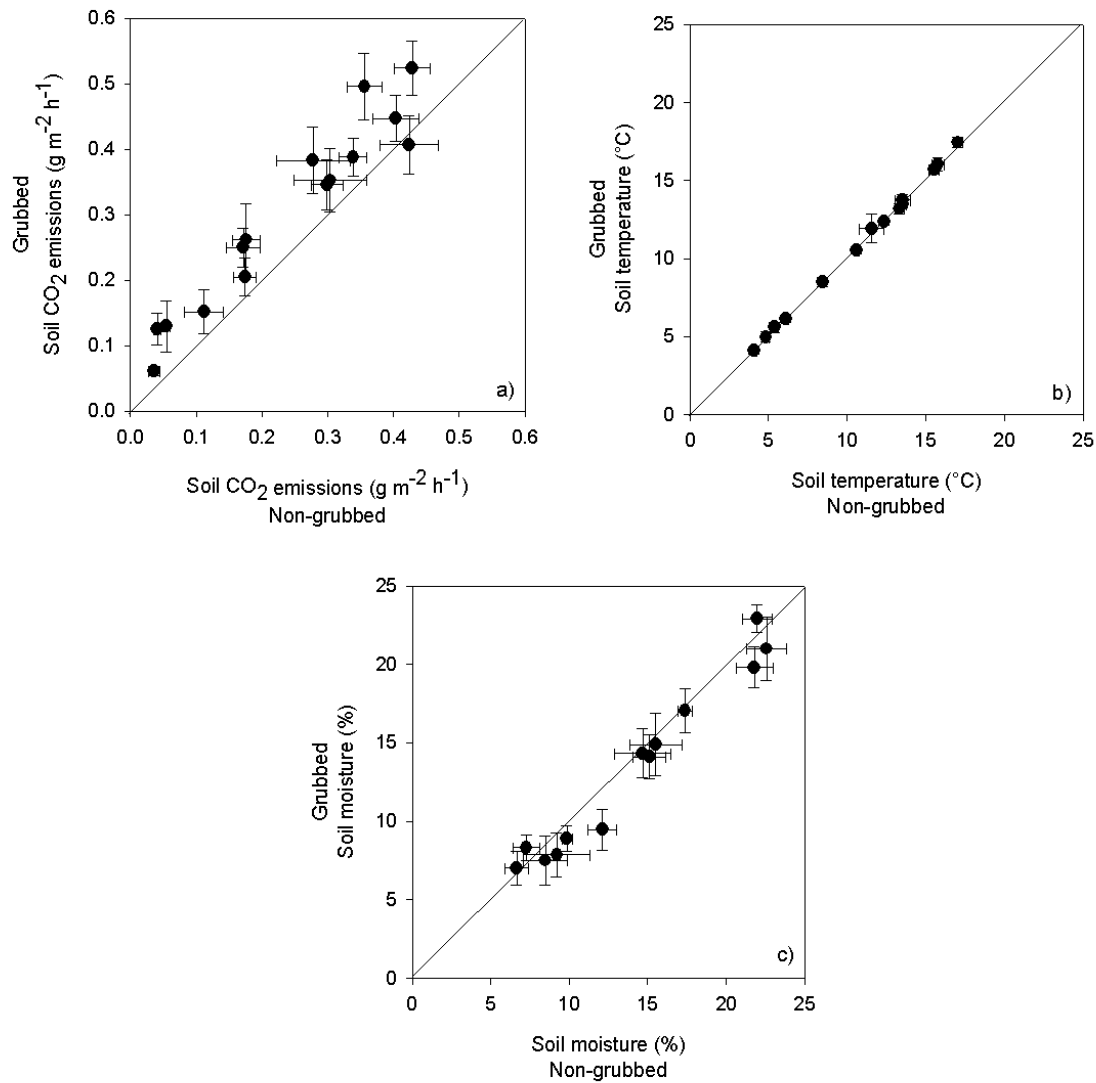 0.6
0.5
0.4
0.3
0.2
0.1
0.0
Grubbed
Soil CO2 emissions (g m-2 h-1)
a)
0.0 0.1 0.2 0.3 0.4 0.5 0.6
Soil CO2 emissions (g m-2 h-1)
Non-grubbed
25
20
15
10
5
0
Grubbed
Soil temperature (°C)
b)
0 5 10 15 20 25
Soil temperature (°C)
Non-grubbed
25
20
15
10
5
0
Grubbed
Soil moisture (%)
c)
0 5 10 15 20 25
Soil moisture (%)
Non-grubbed